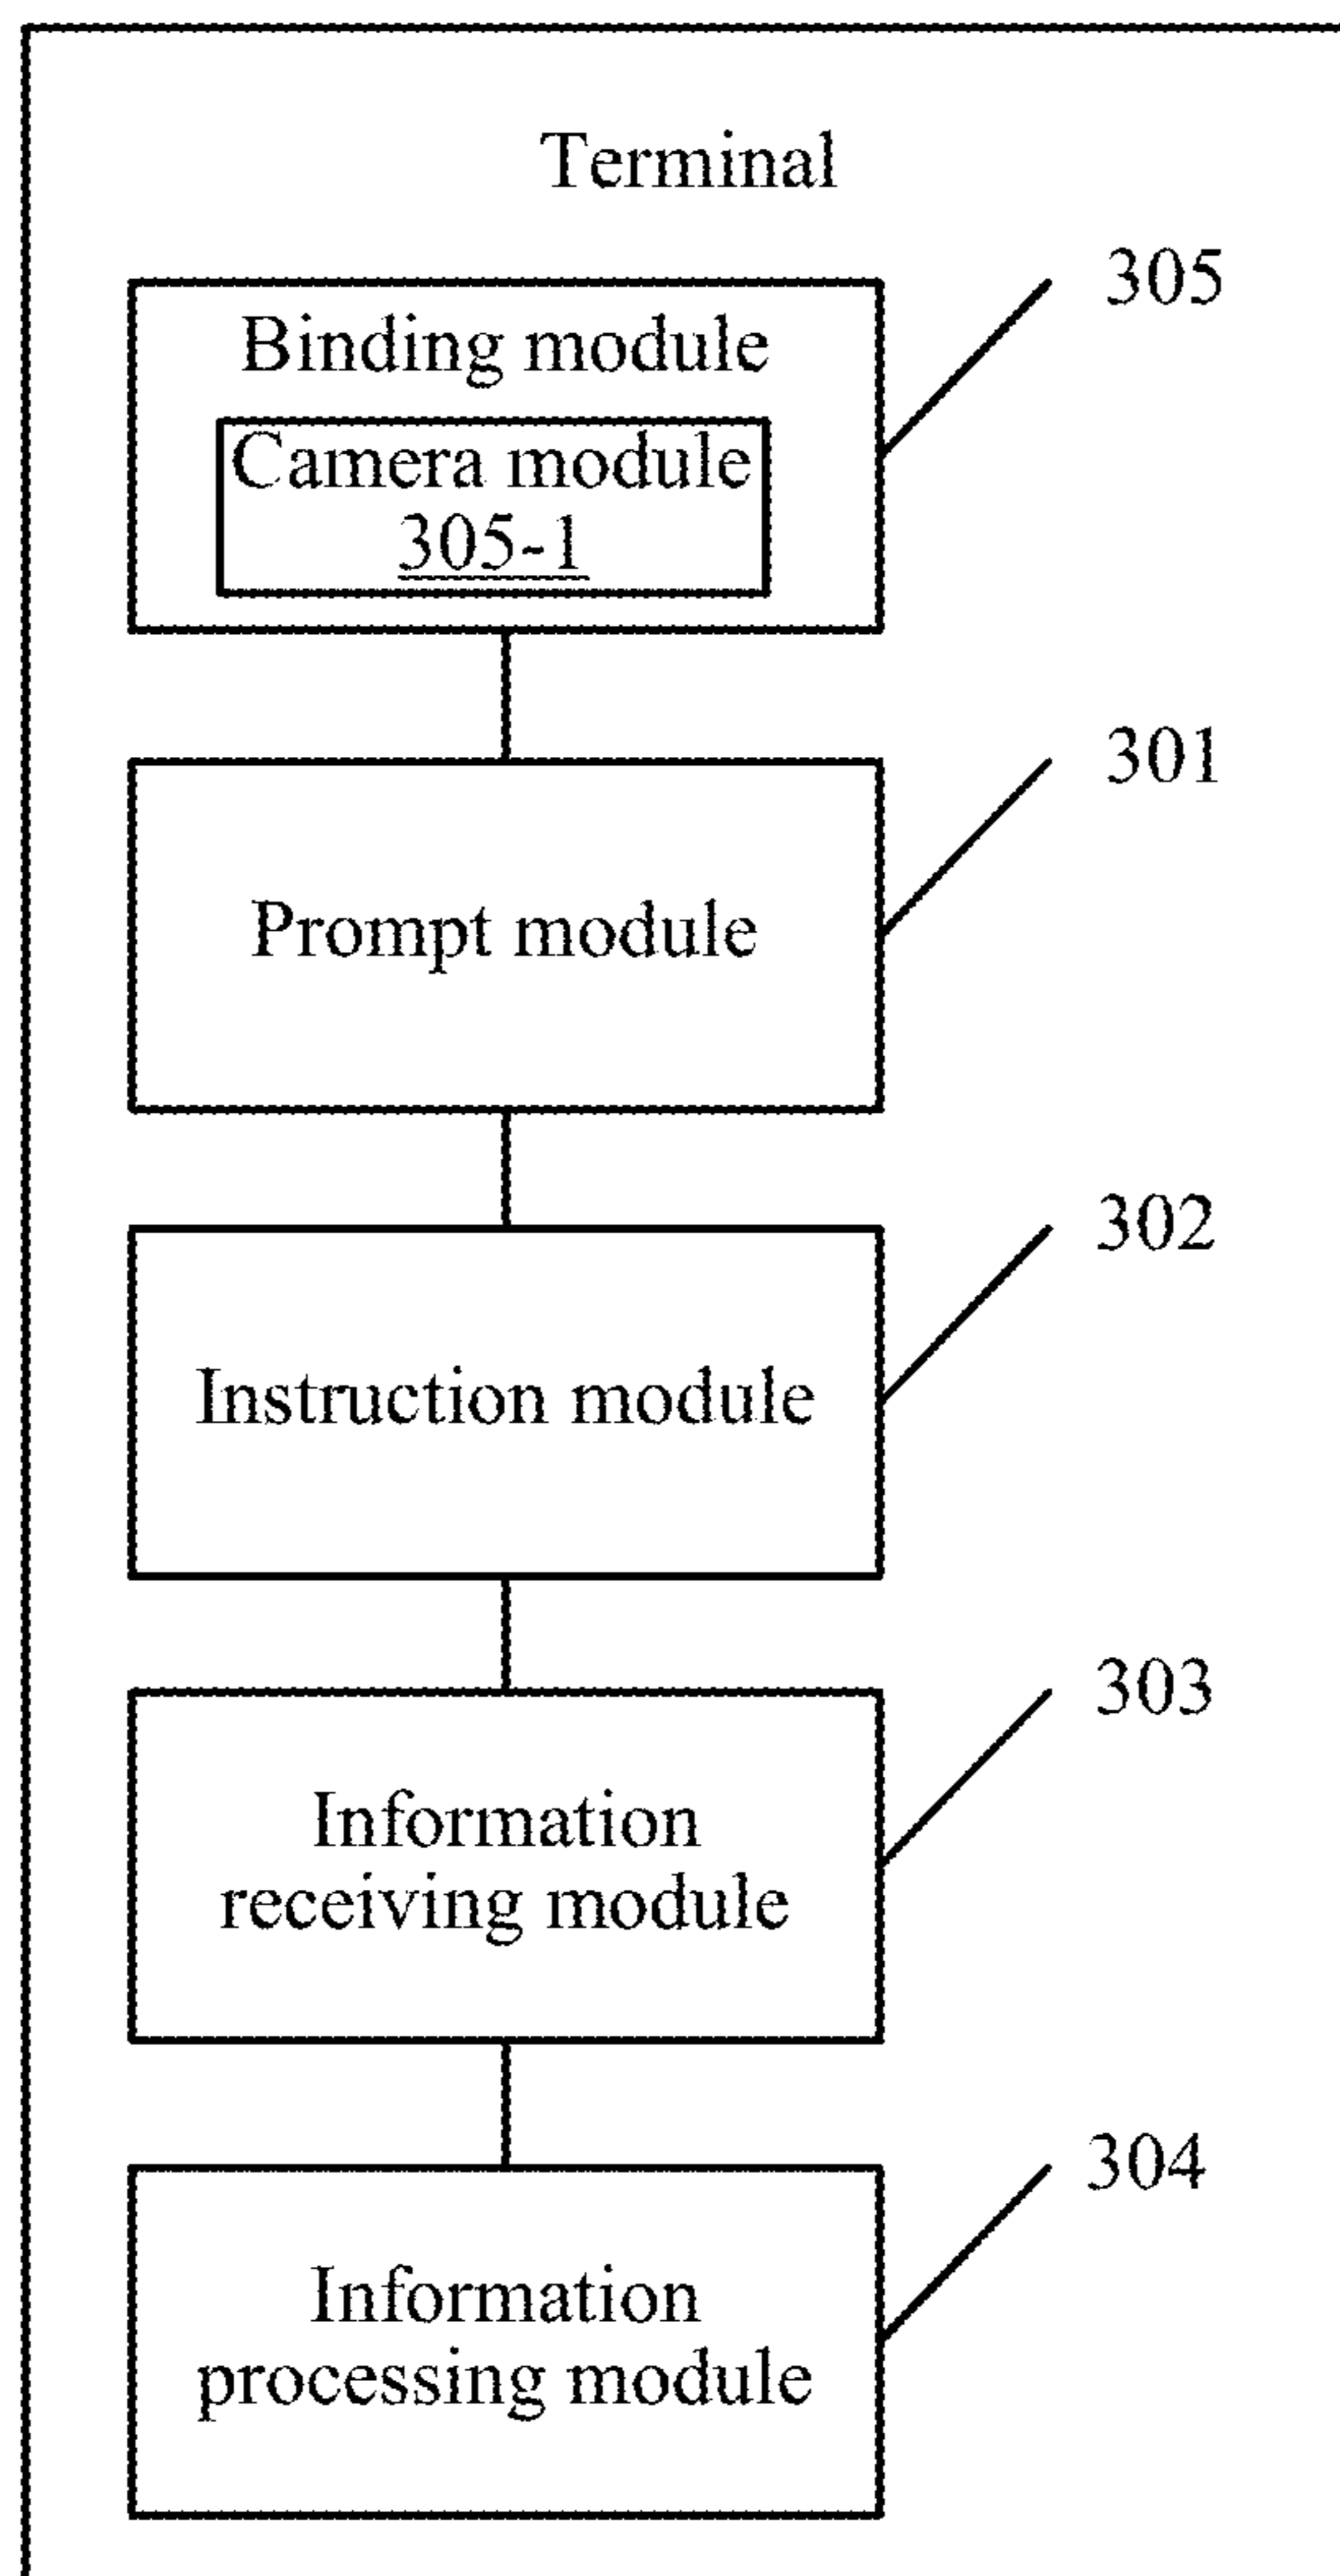 Terminal
305
Binding module
Camera module
305-1
301
Prompt module
302
Instruction module
303
Information
receiving module
304
Information
processing module